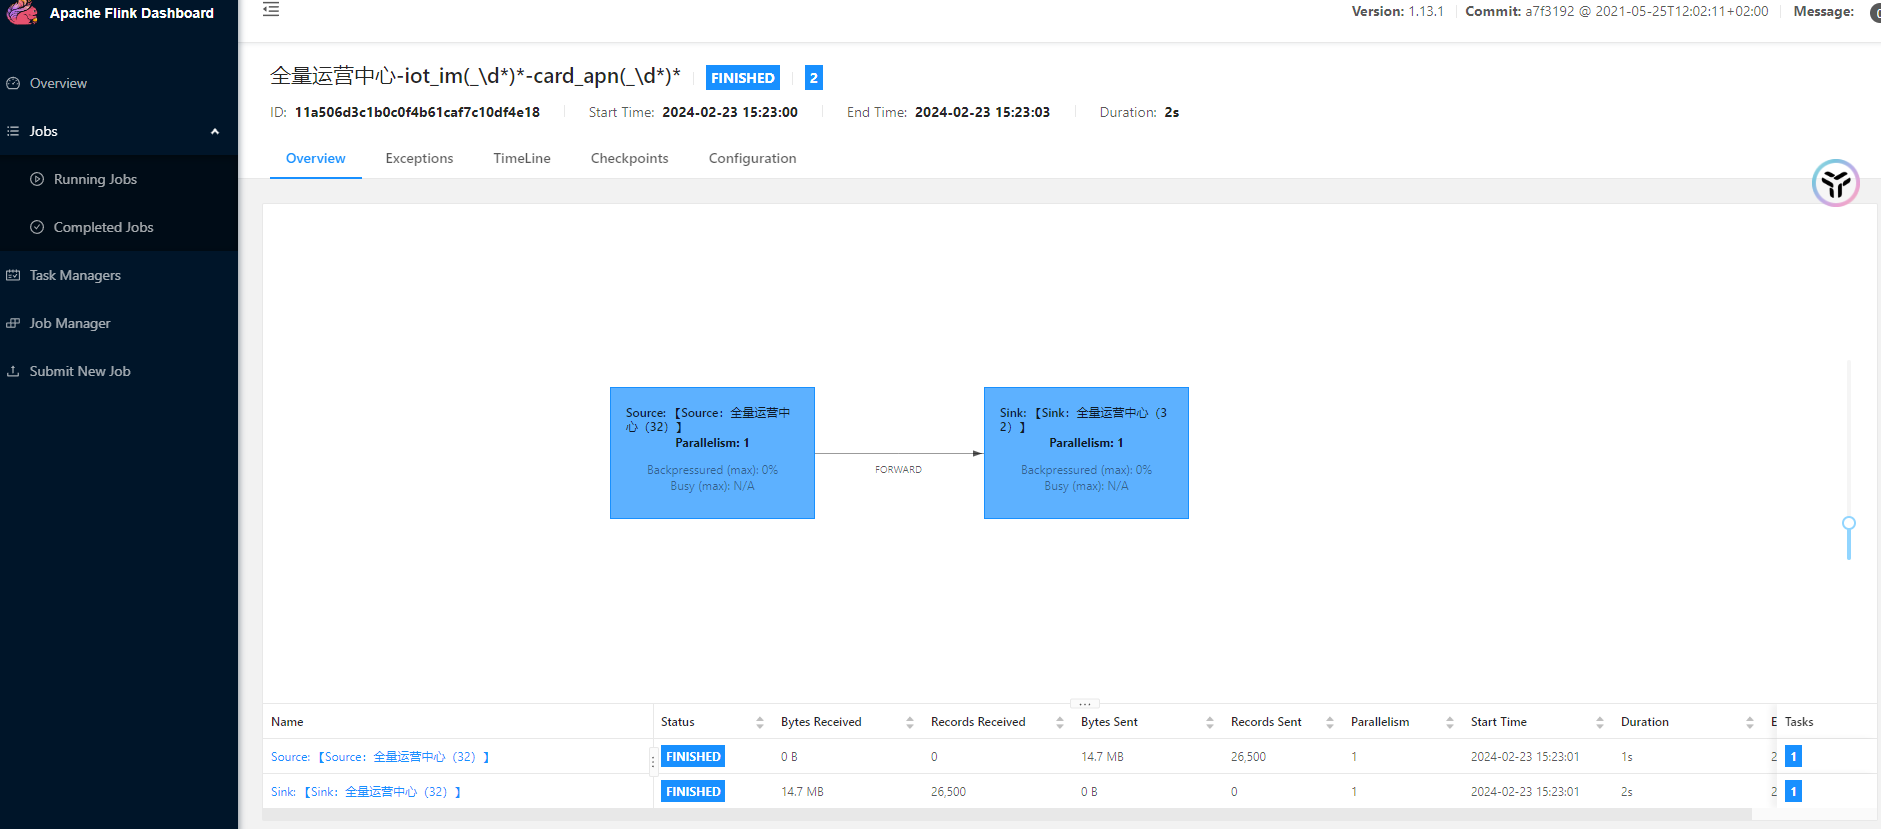 Apache Flink Dashboard
Version: 1.13.1 Commit: a7f3192 @ 2021-05-25T12:02:11+02:00 Message:
Overview
Jobs
Running Jobs
Completed Jobs
Task Managers
Job Manager
Submit New Job
全量运营中心-iot_im(_\d*)*-card_apn(_\d*)* FINISHED 2
ID: 11a506d3c1b0c0f4b61caf7c10df4e18 Start Time: 2024-02-23 15:23:00 End Time: 2024-02-23 15:23:03 Duration: 2s
Overview Exceptions TimeLine Checkpoints Configuration
Source: 【Source：全量运营中
心（32）】
Parallelism: 1
Backpressured (max): 0%
Busy (max): N/A
FORWARD
Sink: 【Sink：全量运营中心（3
2）】
Parallelism: 1
Backpressured (max): 0%
Busy (max): N/A
Name Status Bytes Received Records Received Bytes Sent Records Sent Parallelism Start Time Duration E Tasks
Source: 【Source：全量运营中心（32）】 FINISHED 0 B 0 14.7 MB 26,500 1 2024-02-23 15:23:01 1s 2 1
Sink: 【Sink：全量运营中心（32）】 FINISHED 14.7 MB 26,500 0 B 0 1 2024-02-23 15:23:01 2s 2 1